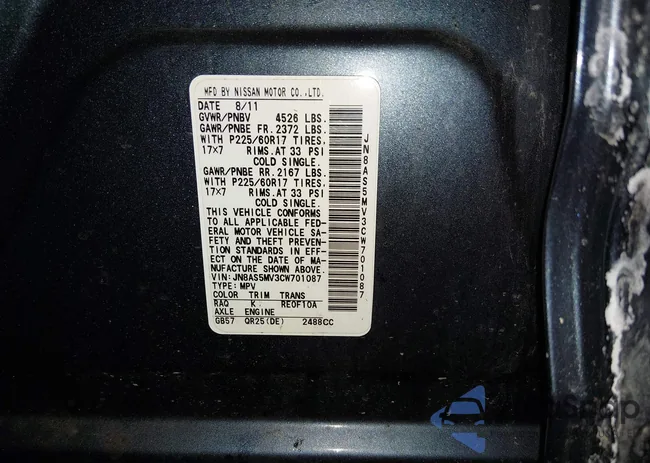 MFD BY NISSAN MOTOR CO.,LTD.
DATE 8/11
GVWR/PNBV 4526 LBS.
GAWR/PNBE FR. 2372 LBS.
WITH P225/60R17 TIRES,
17×7 RIMS.AT 33 PSI
COLD SINGLE.
GAWR/PNBE RR. 2167 LBS.
WITH P225/60R17 TIRES,
17×7 RIMS.AT 33 PSI
COLD SINGLE.
THIS VEHICLE CONFORMS
TO ALL APPLICABLE FED-
ERAL MOTOR VEHICLE SA-
FETY AND THEFT PREVEN-
TION STANDARDS IN EFF-
ECT ON THE DATE OF MA-
NUFACTURE SHOWN ABOVE.
VIN: JN8AS5MV3CW701087
TYPE: MPV
COLOR TRIM TRANS
RAQ K RE0F10A
AXLE ENGINE
GB57 QR25(DE) 2488CC
JN8AS5MV3CW701087